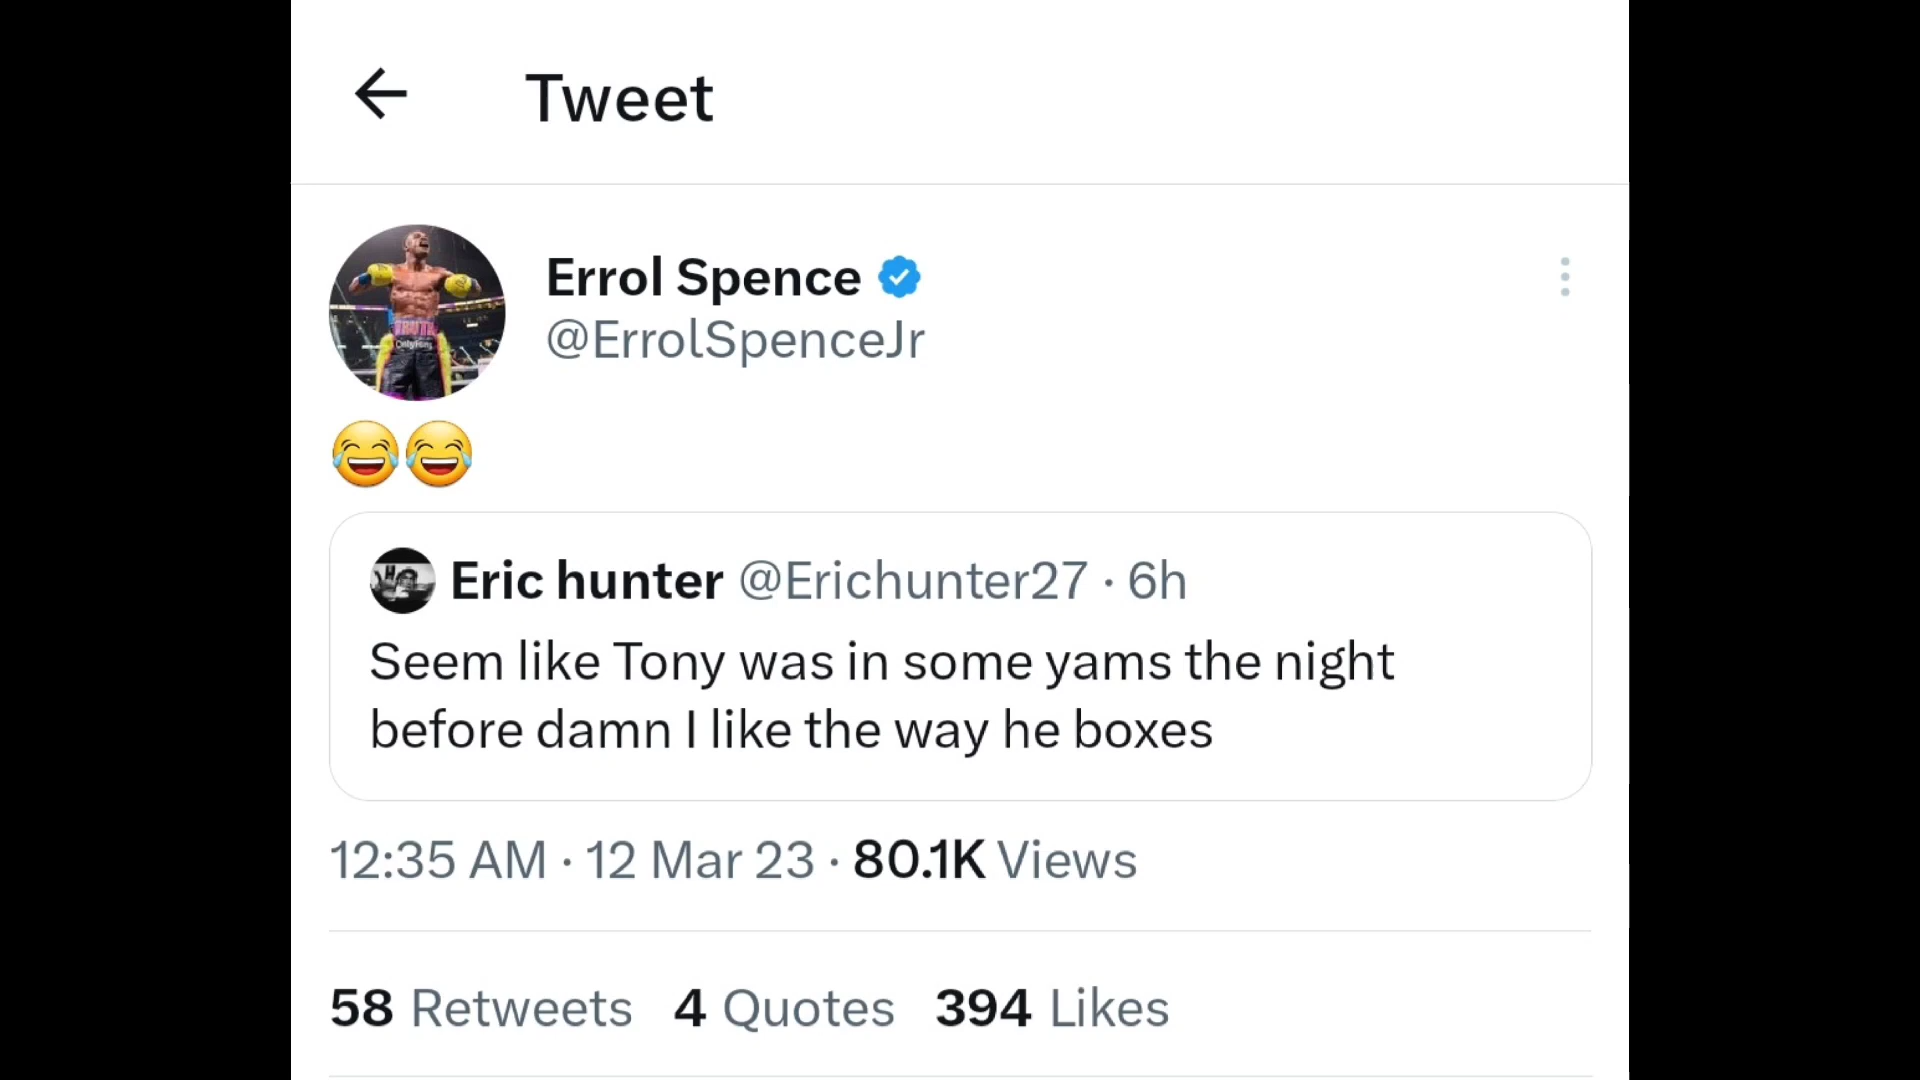 Tweet
Errol Spence
@ErrolSpenceJr
TRUTH
OnlyFans
😂😂
Eric hunter @Erichunter27 · 6h
Seem like Tony was in some yams the night
before damn I like the way he boxes
12:35 AM · 12 Mar 23 · 80.1K Views
58 Retweets 4 Quotes 394 Likes